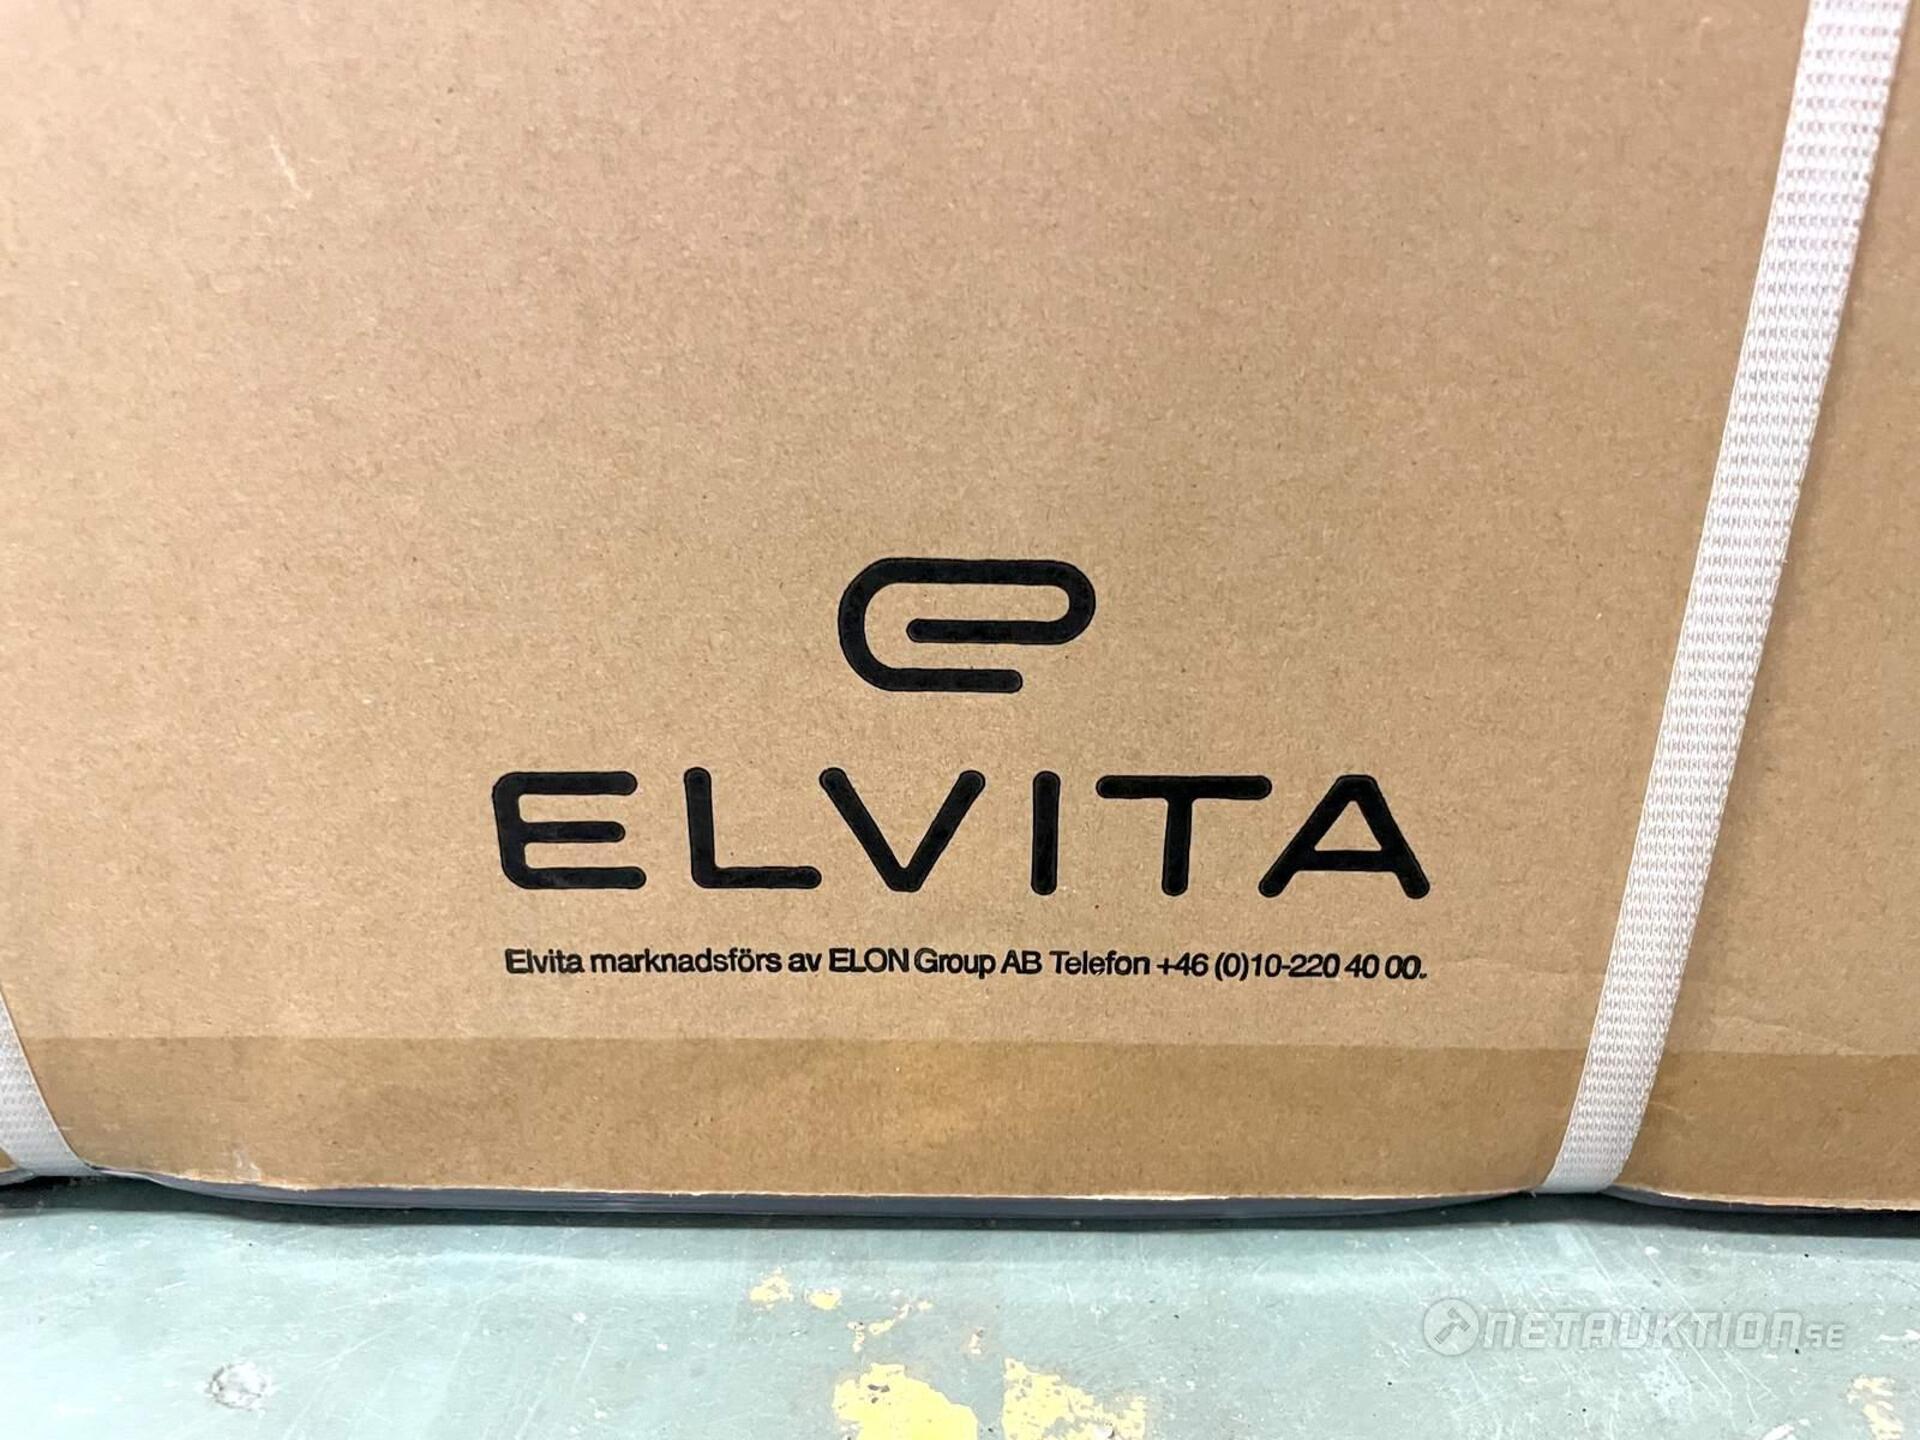 ELVITA
Elvita marknadsförs av ELON Group AB Telefon +46 (0)10-220 40 00.
NETAUKTION.SE